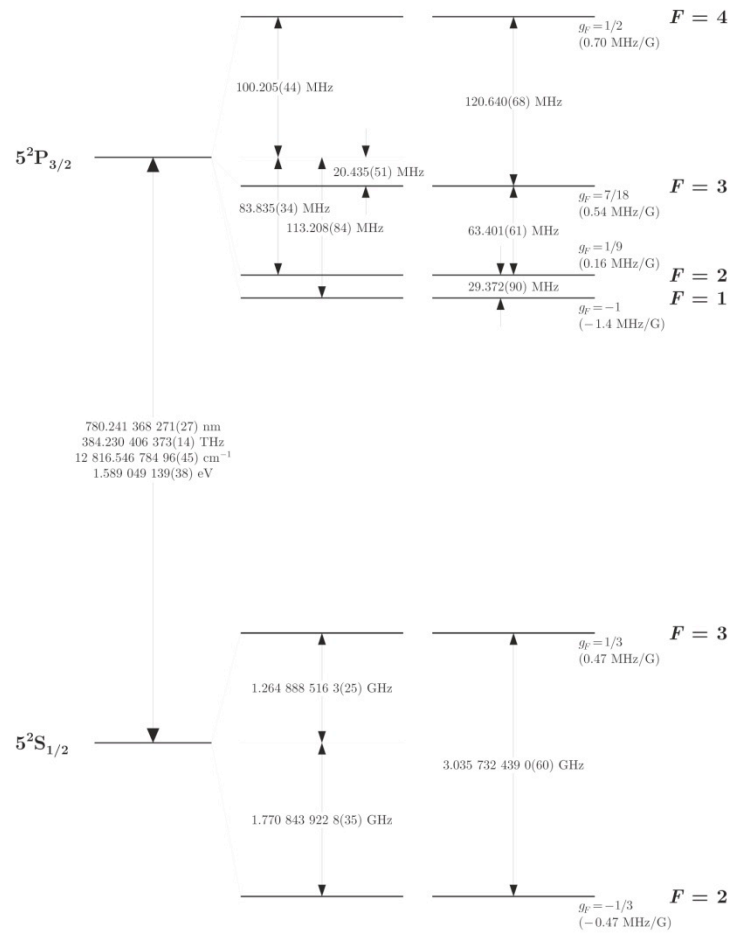 F = 4
g_F = 1/2
(0.70 MHz/G)
100.205(44) MHz
120.640(68) MHz
5²P₃/₂
20.435(51) MHz
F = 3
g_F = 7/18
(0.54 MHz/G)
83.835(34) MHz
113.208(84) MHz
63.401(61) MHz
g_F = 1/9
(0.16 MHz/G)
F = 2
29.372(90) MHz
F = 1
g_F = −1
(−1.4 MHz/G)
780.241 368 271(27) nm
384.230 406 373(14) THz
12 816.546 784 96(45) cm⁻¹
1.589 049 139(38) eV
F = 3
g_F = 1/3
(0.47 MHz/G)
1.264 888 516 3(25) GHz
5²S₁/₂
3.035 732 439 0(60) GHz
1.770 843 922 8(35) GHz
F = 2
g_F = −1/3
(−0.47 MHz/G)